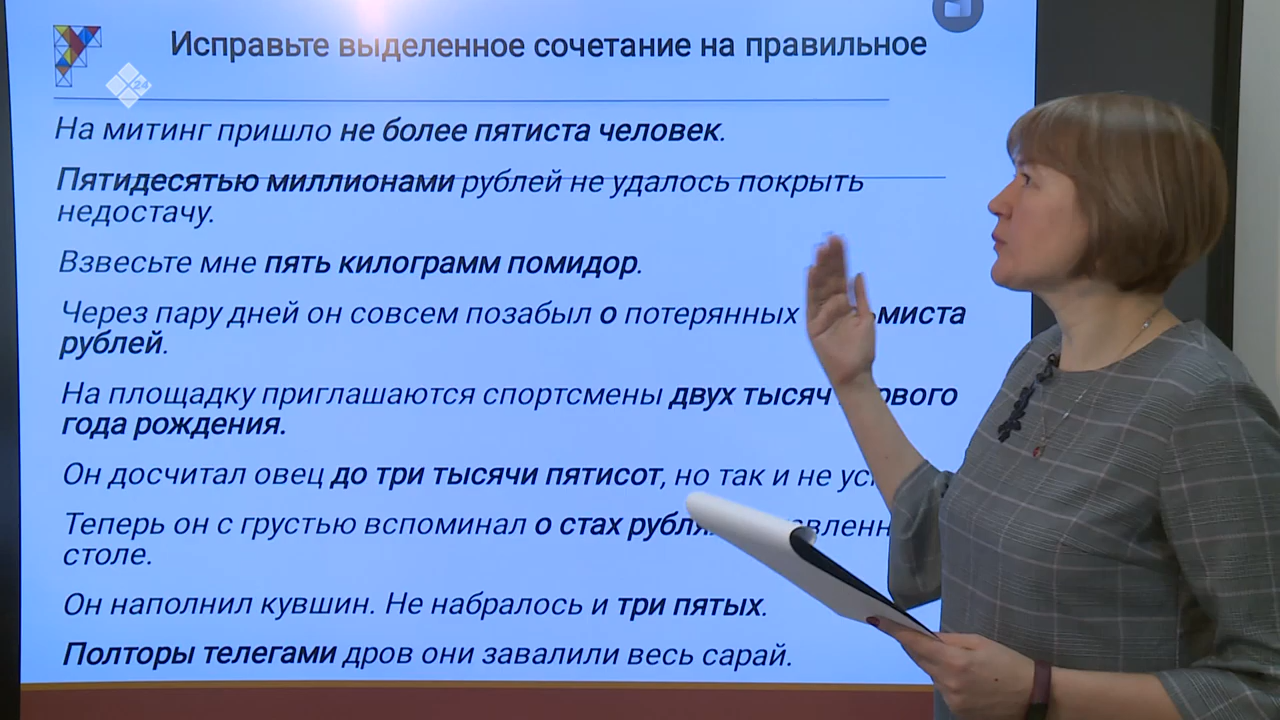 Исправьте выделенное сочетание на правильное
24
На митинг пришло не более пятиста человек.
Пятидесятью миллионами рублей не удалось покрыть
недостачу.
Взвесьте мне пять килограмм помидор.
Через пару дней он совсем позабыл о потерянных
рублей.
На площадку приглашаются спортсмены двух тысяч
года рождения.
Он досчитал овец до три тысячи пятисот, но так и не
Теперь он с грустью вспоминал о стах
столе.
Он наполнил кувшин. Не набралось и три пятых.
Полторы телегами дров они завалили весь сарай.